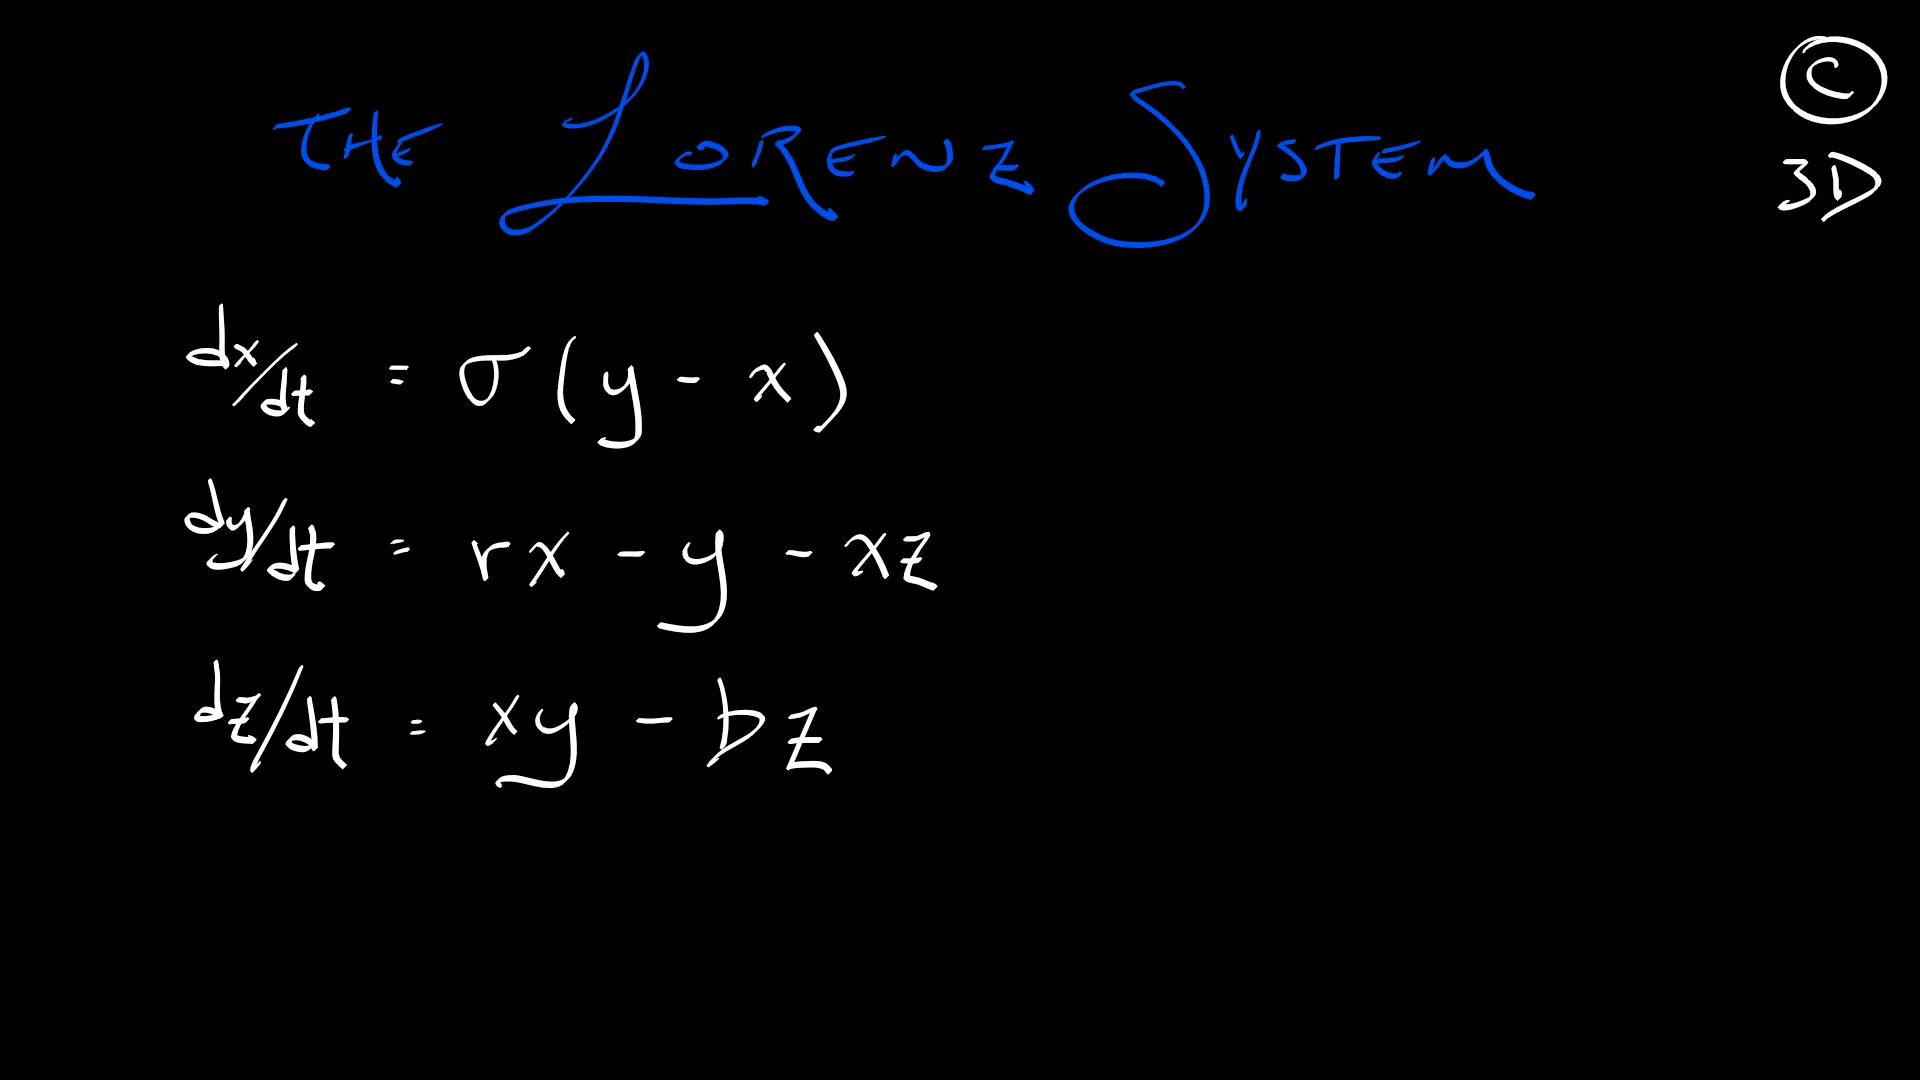 THE LORENZ SYSTEM
©
3D
dx/dt = σ(y - x)
dy/dt = rx - y - xz
dz/dt = xy - bz